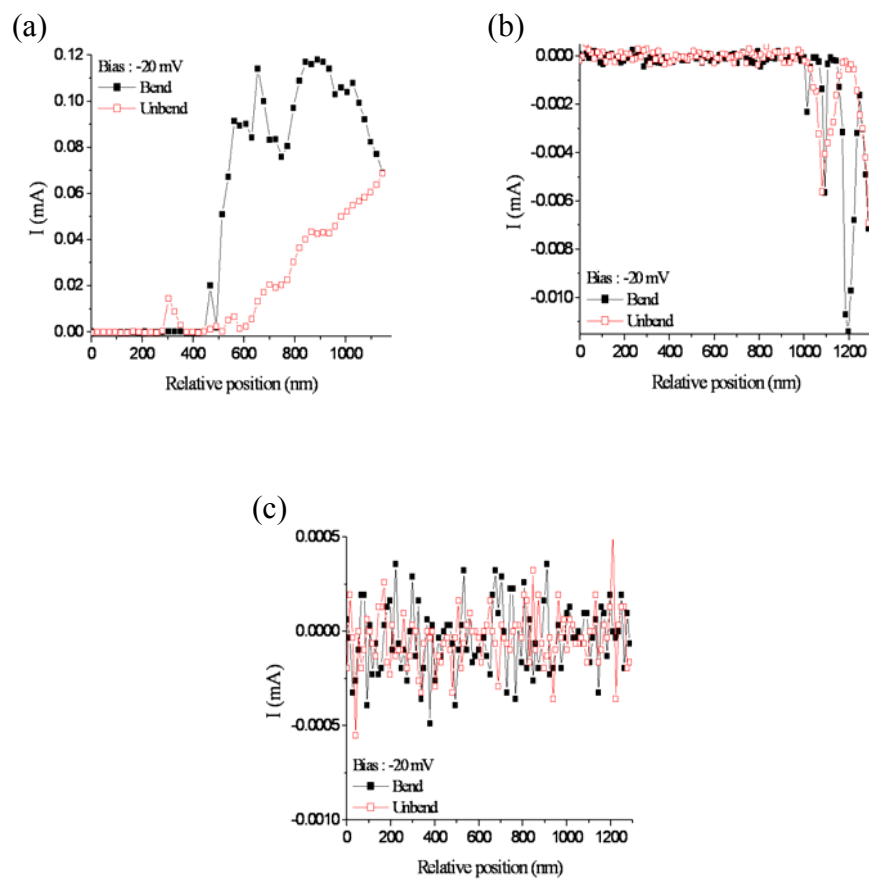 (a)
0.12
0.10
0.08
0.06
0.04
0.02
0.00
I (mA)
Bias : -20 mV
Bend
Unbend
0 200 400 600 800 1000
Relative position (nm)
(b)
0.000
-0.002
-0.004
-0.006
-0.008
-0.010
I (mA)
Bias : -20 mV
Bend
Unbend
0 200 400 600 800 1000 1200
Relative position (nm)
(c)
0.0005
0.0000
-0.0005
-0.0010
I (mA)
Bias : -20 mV
Bend
Unbend
0 200 400 600 800 1000 1200
Relative position (nm)